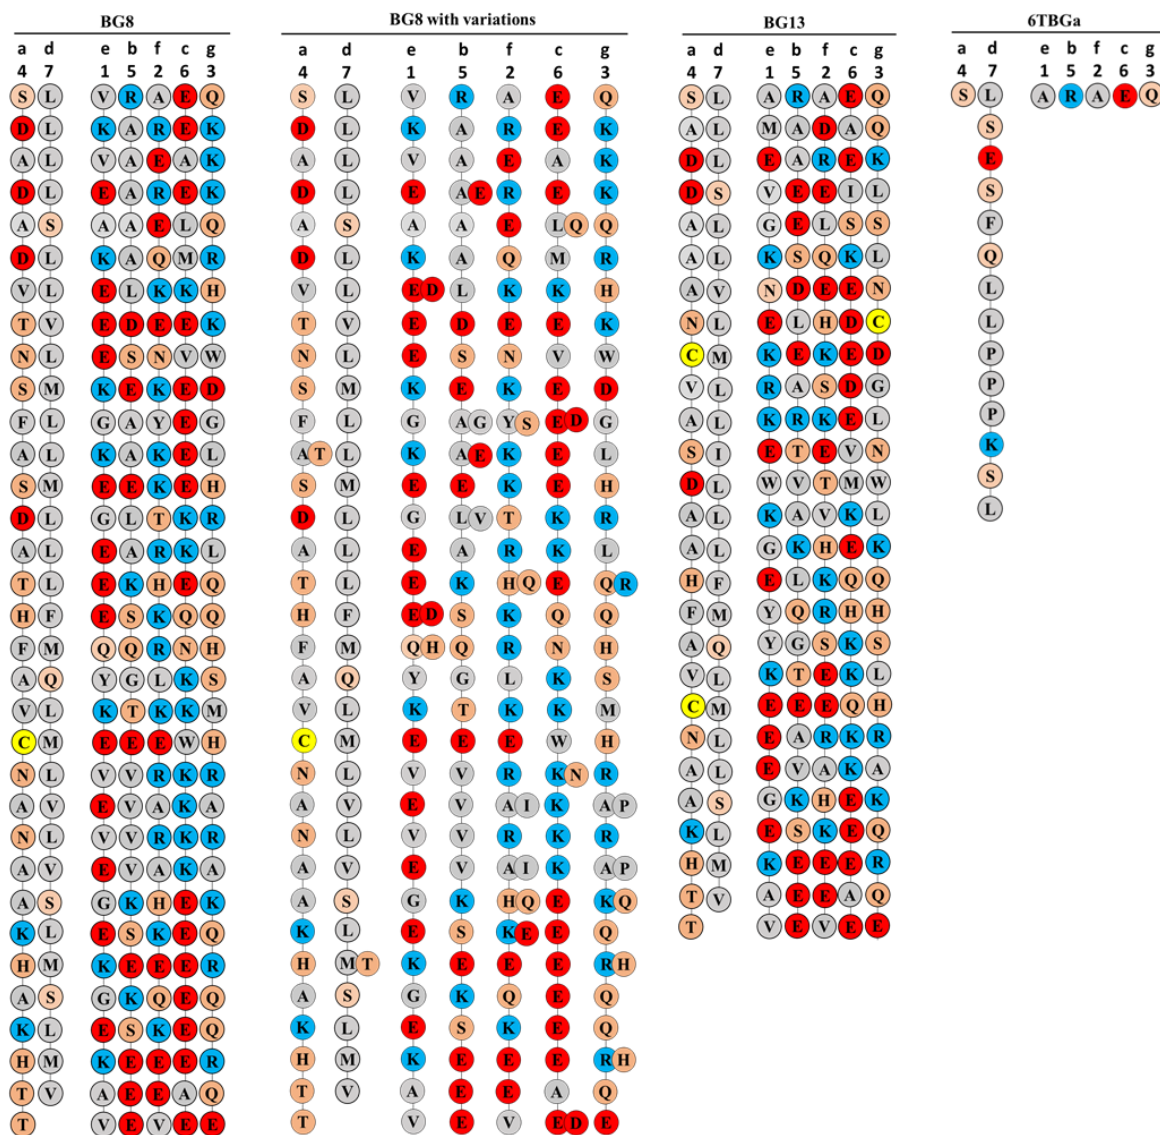 BG8
a d e b f c g
4 7 1 5 2 6 3
S L V R A E Q
D L K A R E K
A L V A E A K
D L E A R E K
A S A A E L Q
D L K A Q M R
V L E L K K H
T V E D E E K
N L E S N V W
S M K E K E D
F L G A Y E G
A L K A K E L
S M E E K E H
D L G L T K R
A L E A R K L
T L E K H E Q
H F E S K Q Q
F M Q Q R N H
A Q Y G L K S
V L K T K K M
C M E E E W H
N L V V R K R
A V E V A K A
N L V V R K R
A V E V A K A
A S G K H E K
K L E S K E Q
H M K E E E R
A S G K Q E Q
K L E S K E Q
H M K E E E R
T V A E E A Q
T V E V E E
BG8 with variations
a d e b f c g
4 7 1 5 2 6 3
S L V R A E Q
D L K A R E K
A L V A E A K
D L E A E R E K
A S A A E L Q Q
D L K A Q M R
V L E D L K K H
T V E D E E K
N L E S N V W
S M K E K E D
F L G A G Y S E D G
A T L K A E K E L
S M E E K E H
D L G L V T K R
A L E A R K L
T L E K H Q E Q R
H F E D S K Q Q
F M Q H Q R N H
A Q Y G L K S
V L K T K K M
C M E E E W H
N L V V R K N R
A V E V A I K A P
N L V V R K R
A V E V A I K A P
A S G K H Q E K Q
K L E S K E E Q
H M T K E E E R H
A S G K Q E Q
K L E S K E Q
H M K E E E R H
T V A E E A Q
T V E V E D E
BG13
a d e b f c g
4 7 1 5 2 6 3
S L A R A E Q
A L M A D A Q
D L E A R E K
D S V E E I L
A L G E L S S
A L K S Q K L
A V N D E E N
N L E L H D C
C M K E K E D
V L R A S D G
A L K R K E L
S I E T E V N
D L W V T M W
A L K A V K L
A L G K H E K
H F E L K Q Q
F M Y Q R H H
A Q Y G S K S
V L K T E K L
C M E E E Q H
N L E A R K R
A L E V A K A
A S G K H E K
K L E S K E Q
H M K E E E R
T V A E E A Q
T V E V E E
6TBGa
a d e b f c g
4 7 1 5 2 6 3
S L A R A E Q
S
E
S
F
Q
L
L
P
P
P
K
S
L